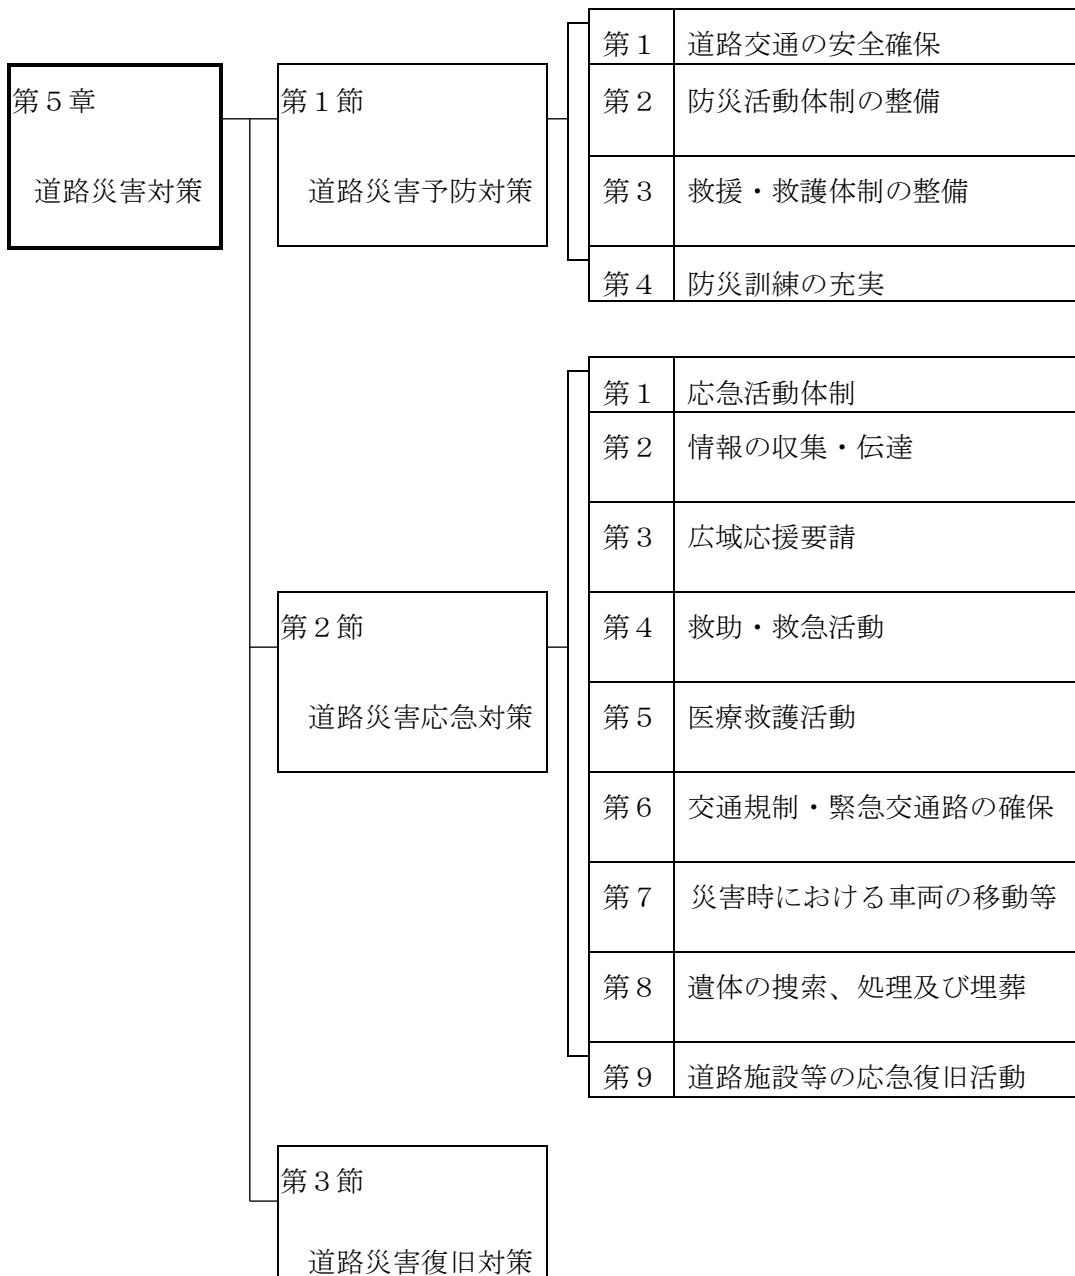 第５章
道路災害対策
第１節
道路災害予防対策
第１ 道路交通の安全確保
第２ 防災活動体制の整備
第３ 救援・救護体制の整備
第４ 防災訓練の充実
第２節
道路災害応急対策
第１ 応急活動体制
第２ 情報の収集・伝達
第３ 広域応援要請
第４ 救助・救急活動
第５ 医療救護活動
第６ 交通規制・緊急交通路の確保
第７ 災害時における車両の移動等
第８ 遺体の捜索、処理及び埋葬
第９ 道路施設等の応急復旧活動
第３節
道路災害復旧対策